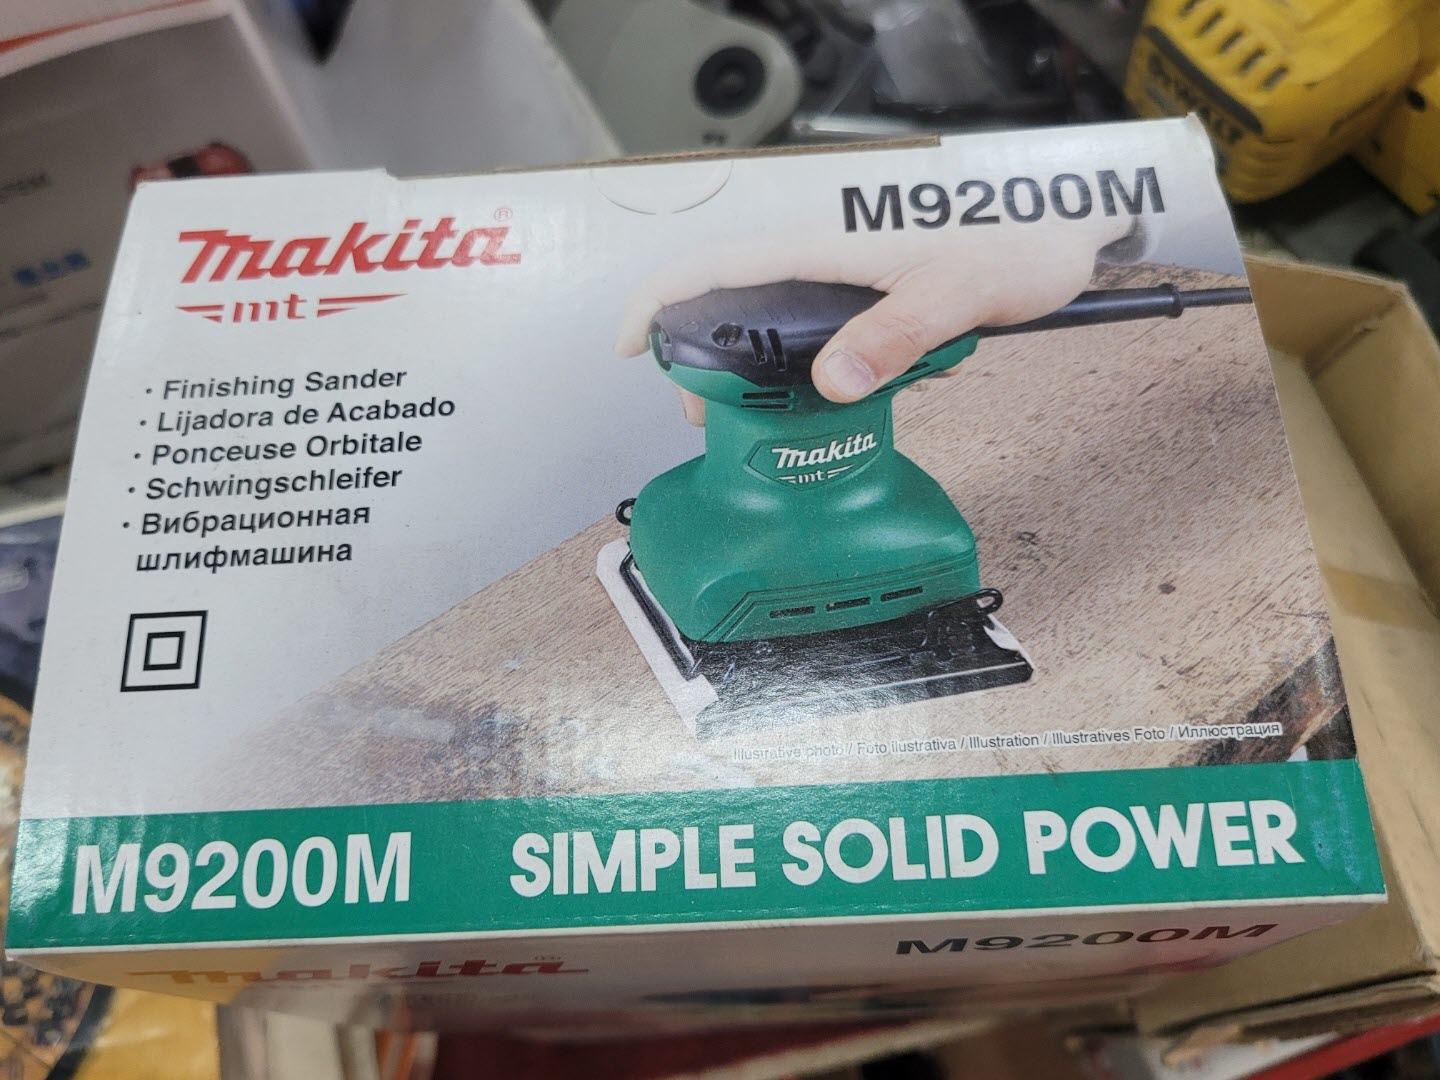 DEWALT
M9200M
makita®
mt
· Finishing Sander
· Lijadora de Acabado
· Ponceuse Orbitale
· Schwingschleifer
· Вибрационная
шлифмашина
makita
mt
Illustrative photo / Foto ilustrativa / Illustration / Illustratives Foto / Иллюстрация
M9200M SIMPLE SOLID POWER
makita® M9200M